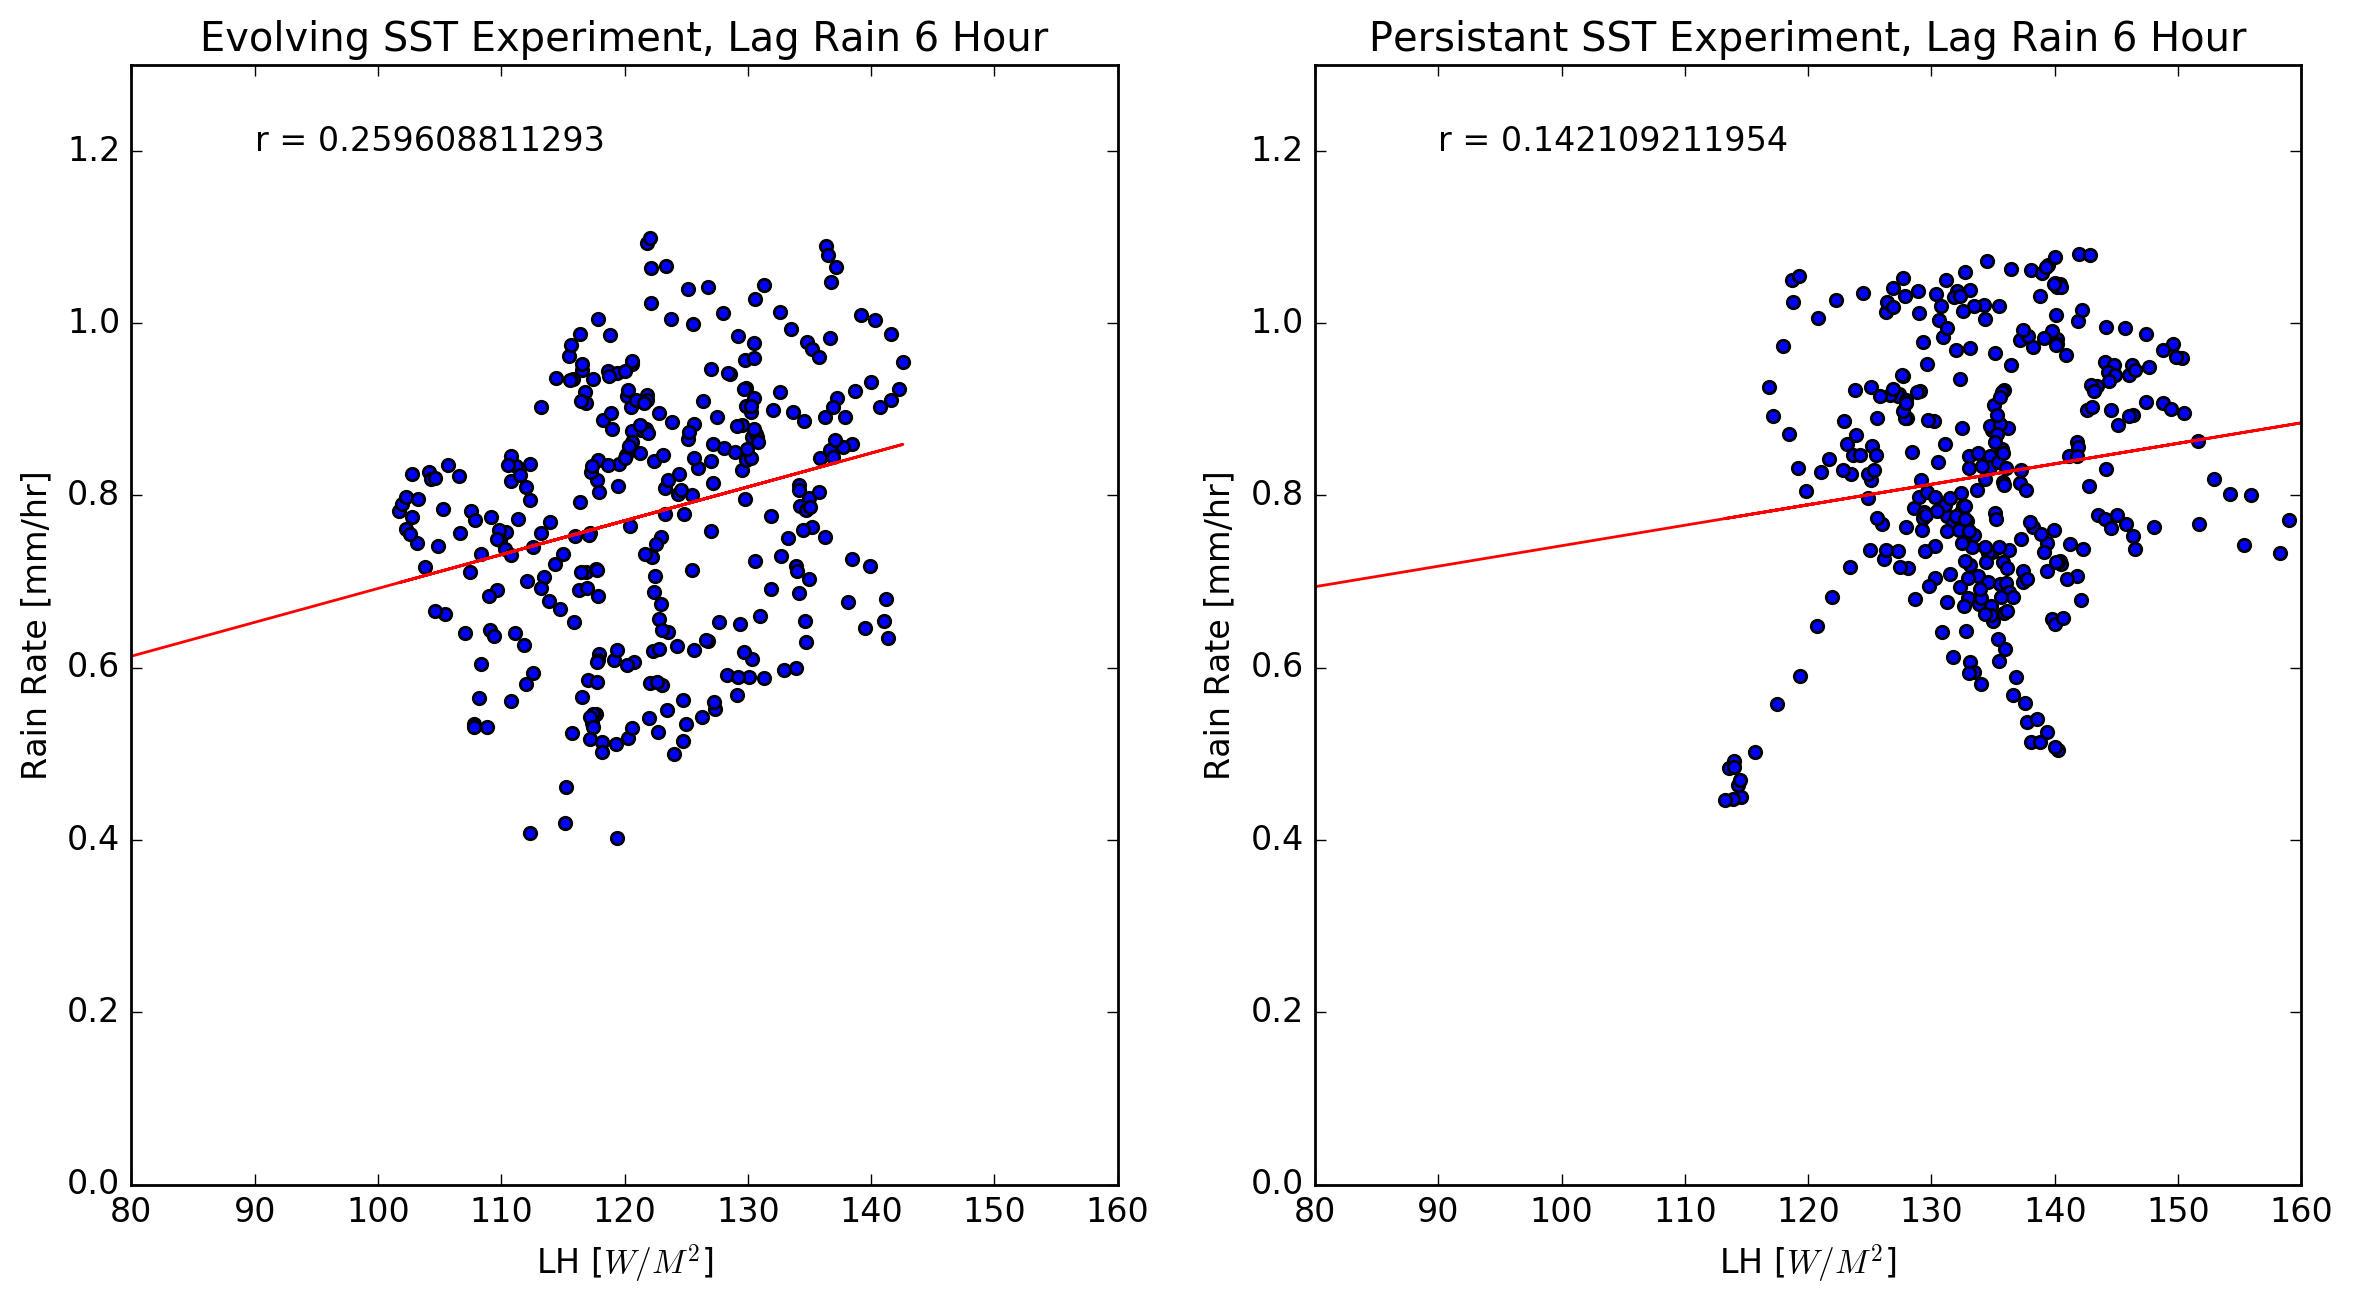 Evolving SST Experiment, Lag Rain 6 Hour
r = 0.259608811293
Rain Rate [mm/hr]
1.2
1.0
0.8
0.6
0.4
0.2
0.0
80 90 100 110 120 130 140 150 160
LH [W/M²]
Persistant SST Experiment, Lag Rain 6 Hour
r = 0.142109211954
Rain Rate [mm/hr]
1.2
1.0
0.8
0.6
0.4
0.2
0.0
80 90 100 110 120 130 140 150 160
LH [W/M²]